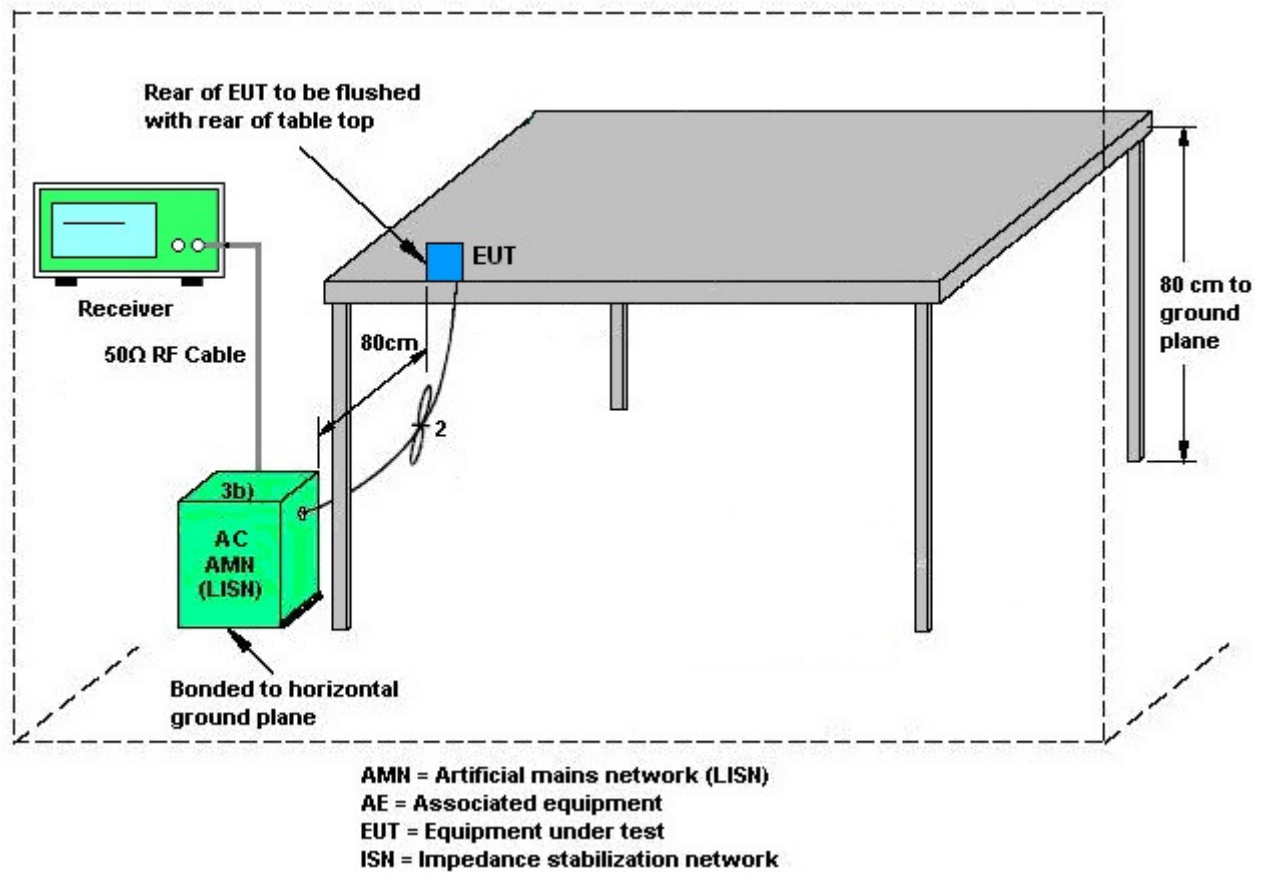 Rear of EUT to be flushed
with rear of table top
EUT
Receiver
50Ω RF Cable
80cm
80 cm to
ground
plane
2
3b)
AC
AMN
(LISN)
Bonded to horizontal
ground plane
AMN = Artificial mains network (LISN)
AE = Associated equipment
EUT = Equipment under test
ISN = Impedance stabilization network